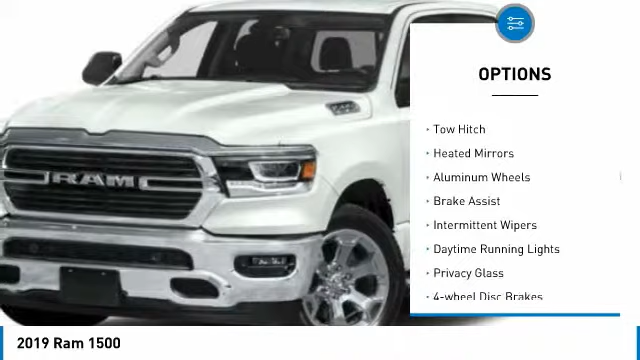 OPTIONS
Tow Hitch
Heated Mirrors
Aluminum Wheels
Brake Assist
Intermittent Wipers
Daytime Running Lights
Privacy Glass
4-wheel Disc Brakes
RAM
2019 Ram 1500